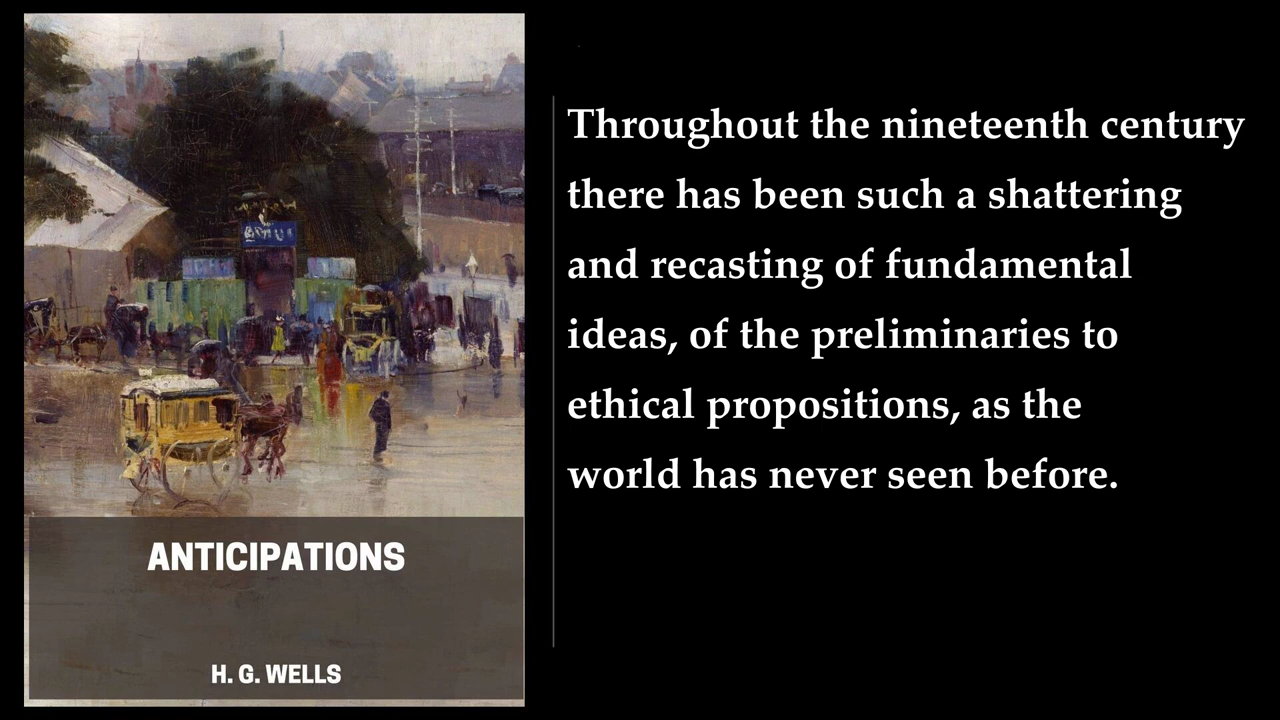 ANTICIPATIONS
H. G. WELLS
Throughout the nineteenth century
there has been such a shattering
and recasting of fundamental
ideas, of the preliminaries to
ethical propositions, as the
world has never seen before.